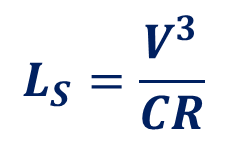 L_S = V^3 / CR